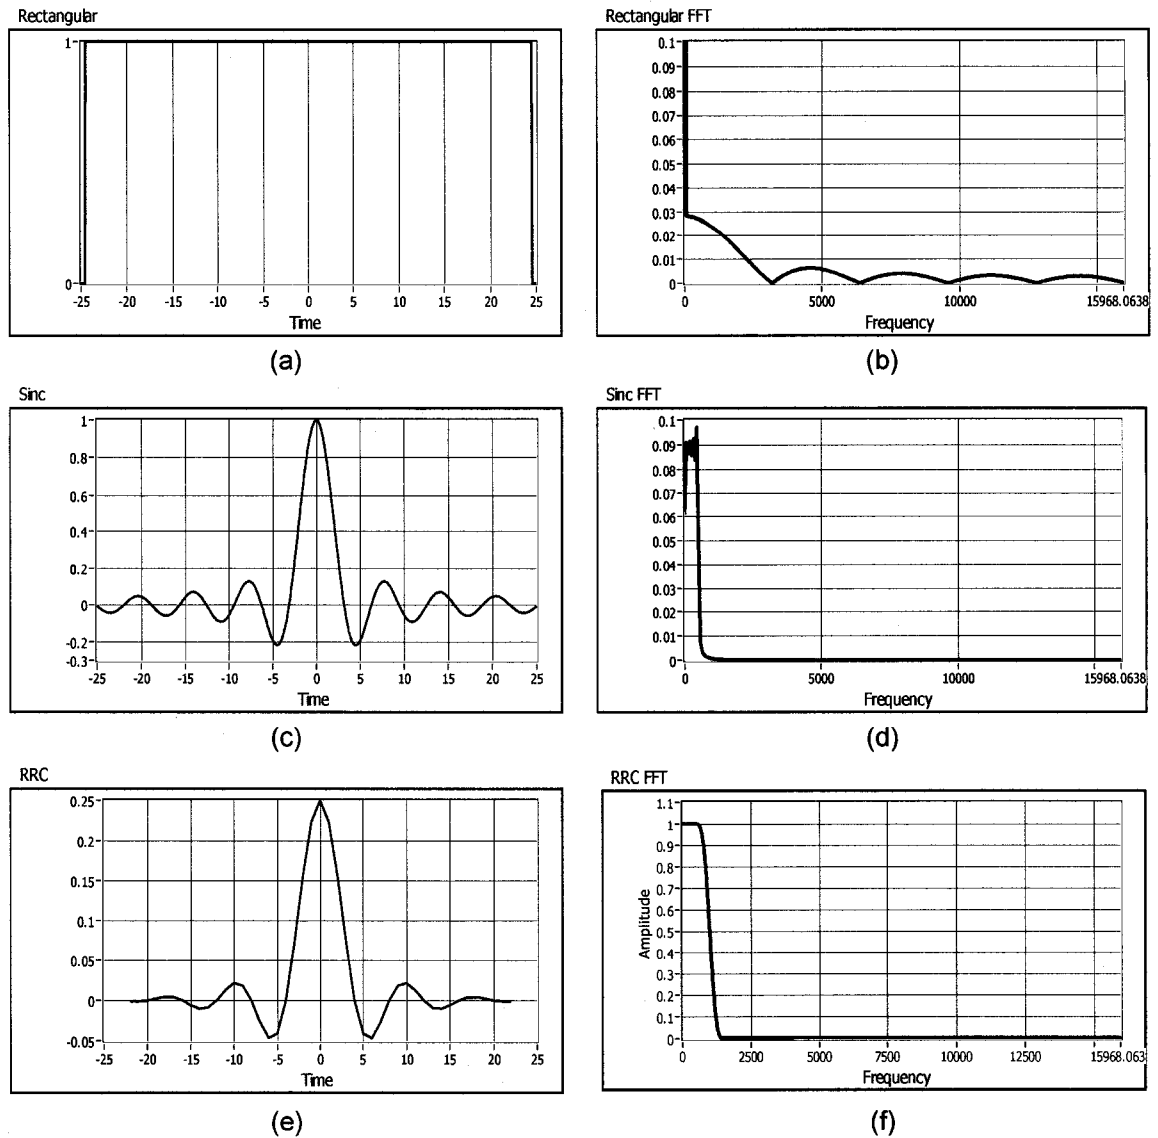 Rectangular
1
0
-25 -20 -15 -10 -5 0 5 10 15 20 25
Time
(a)
Rectangular FFT
0.1
0.09
0.08
0.07
0.06
0.05
0.04
0.03
0.02
0.01
0
0 5000 10000 15968.0638
Frequency
(b)
Sinc
1
0.8
0.6
0.4
0.2
0
-0.2
-0.3
-25 -20 -15 -10 -5 0 5 10 15 20 25
Time
(c)
Sinc FFT
0.1
0.09
0.08
0.07
0.06
0.05
0.04
0.03
0.02
0.01
0
0 5000 10000 15968.0638
Frequency
(d)
RRC
0.25
0.2
0.15
0.1
0.05
0
-0.05
-25 -20 -15 -10 -5 0 5 10 15 20 25
Time
(e)
RRC FFT
Amplitude
1.1
1
0.9
0.8
0.7
0.6
0.5
0.4
0.3
0.2
0.1
0
0 2500 5000 7500 10000 12500 15968.063
Frequency
(f)